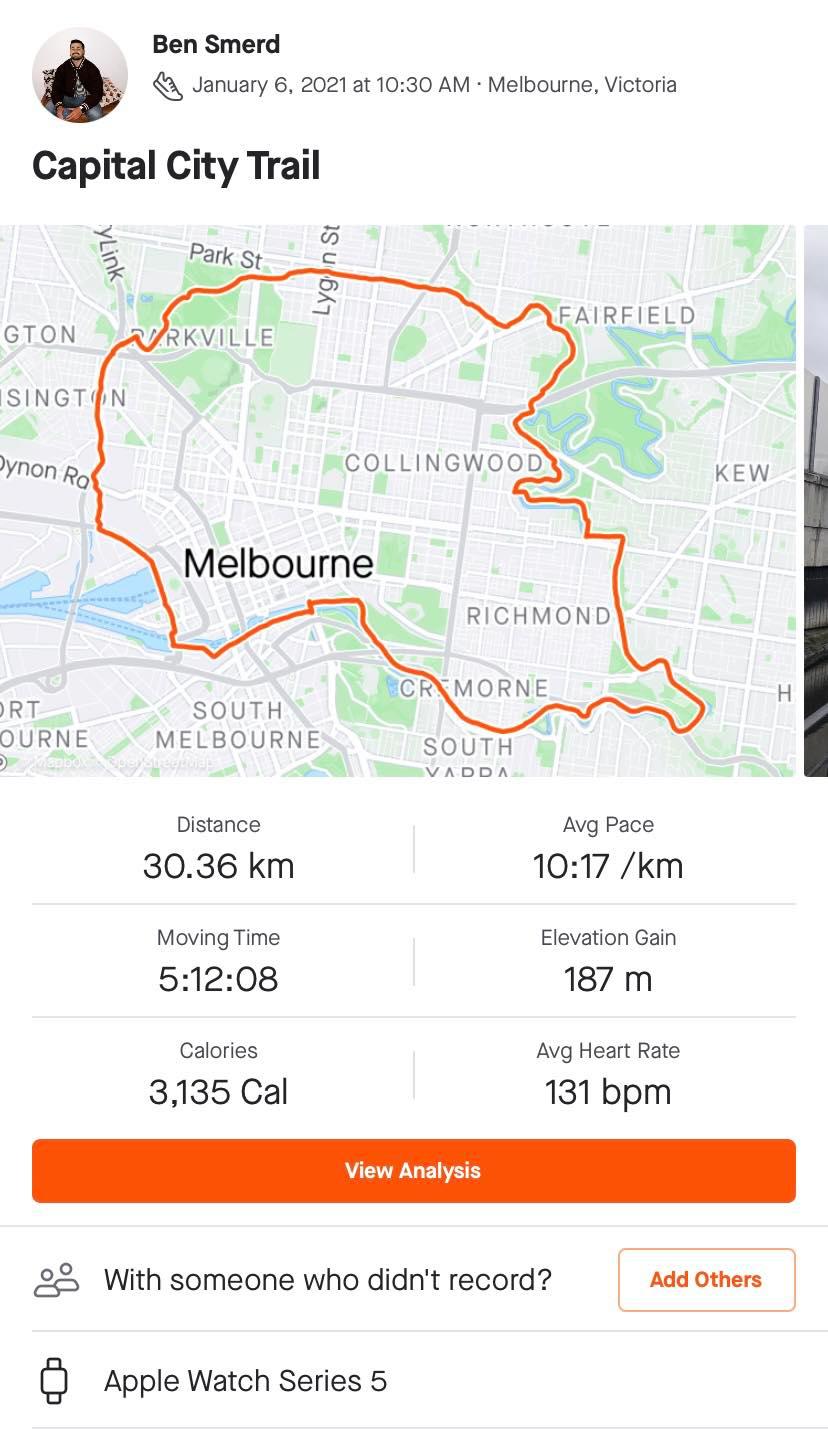 Ben Smerd
January 6, 2021 at 10:30 AM · Melbourne, Victoria
Capital City Trail
yLink
Park St
Lygon St
FAIRFIELD
GTON
PARKVILLE
SINGTON
COLLINGWOOD
KEW
Dynon Rd
Melbourne
RICHMOND
CREMORNE
H
ORT
OURNE
SOUTH
MELBOURNE
SOUTH
YARRA
Mapbox © OpenStreetMap
Distance
30.36 km
Avg Pace
10:17 /km
Moving Time
5:12:08
Elevation Gain
187 m
Calories
3,135 Cal
Avg Heart Rate
131 bpm
View Analysis
With someone who didn't record?
Add Others
Apple Watch Series 5